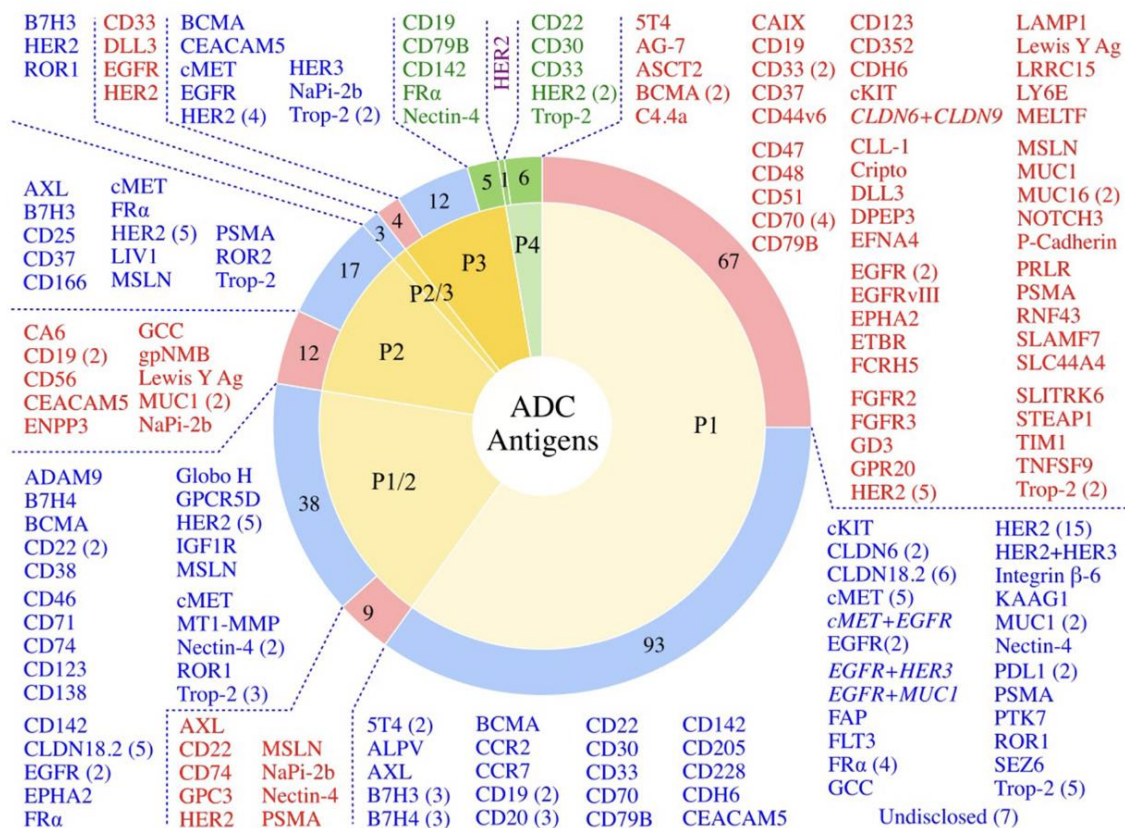 B7H3
HER2
ROR1
CD33
DLL3
EGFR
HER2
BCMA
CEACAM5
cMET
EGFR
HER2 (4)
HER3
NaPi-2b
Trop-2 (2)
CD19
CD79B
CD142
FRα
Nectin-4
HER2
CD22
CD30
CD33
HER2 (2)
Trop-2
5T4
AG-7
ASCT2
BCMA (2)
C4.4a
CAIX
CD19
CD33 (2)
CD37
CD44v6
CD47
CD48
CD51
CD70 (4)
CD79B
CD123
CD352
CDH6
cKIT
CLDN6+CLDN9
CLL-1
Cripto
DLL3
DPEP3
EFNA4
EGFR (2)
EGFRvIII
EPHA2
ETBR
FCRH5
FGFR2
FGFR3
GD3
GPR20
HER2 (5)
LAMP1
Lewis Y Ag
LRRC15
LY6E
MELTF
MSLN
MUC1
MUC16 (2)
NOTCH3
P-Cadherin
PRLR
PSMA
RNF43
SLAMF7
SLC44A4
SLITRK6
STEAP1
TIM1
TNFSF9
Trop-2 (2)
AXL
B7H3
CD25
CD37
CD166
cMET
FRα
HER2 (5)
LIV1
MSLN
PSMA
ROR2
Trop-2
CA6
CD19 (2)
CD56
CEACAM5
ENPP3
GCC
gpNMB
Lewis Y Ag
MUC1 (2)
NaPi-2b
ADC
Antigens
P1
P1/2
P2
P2/3
P3
P4
67
93
9
38
12
17
3
4
12
5
1
6
ADAM9
B7H4
BCMA
CD22 (2)
CD38
CD46
CD71
CD74
CD123
CD138
CD142
CLDN18.2 (5)
EGFR (2)
EPHA2
FRα
Globo H
GPCR5D
HER2 (5)
IGF1R
MSLN
cMET
MT1-MMP
Nectin-4 (2)
ROR1
Trop-2 (3)
AXL
CD22
CD74
GPC3
HER2
MSLN
NaPi-2b
Nectin-4
PSMA
5T4 (2)
ALPV
AXL
B7H3 (3)
B7H4 (3)
BCMA
CCR2
CCR7
CD19 (2)
CD20 (3)
CD22
CD30
CD33
CD70
CD79B
CD142
CD205
CD228
CDH6
CEACAM5
cKIT
CLDN6 (2)
CLDN18.2 (6)
cMET (5)
cMET+EGFR
EGFR(2)
EGFR+HER3
EGFR+MUC1
FAP
FLT3
FRα (4)
GCC
HER2 (15)
HER2+HER3
Integrin β-6
KAAG1
MUC1 (2)
Nectin-4
PDL1 (2)
PSMA
PTK7
ROR1
SEZ6
Trop-2 (5)
Undisclosed (7)